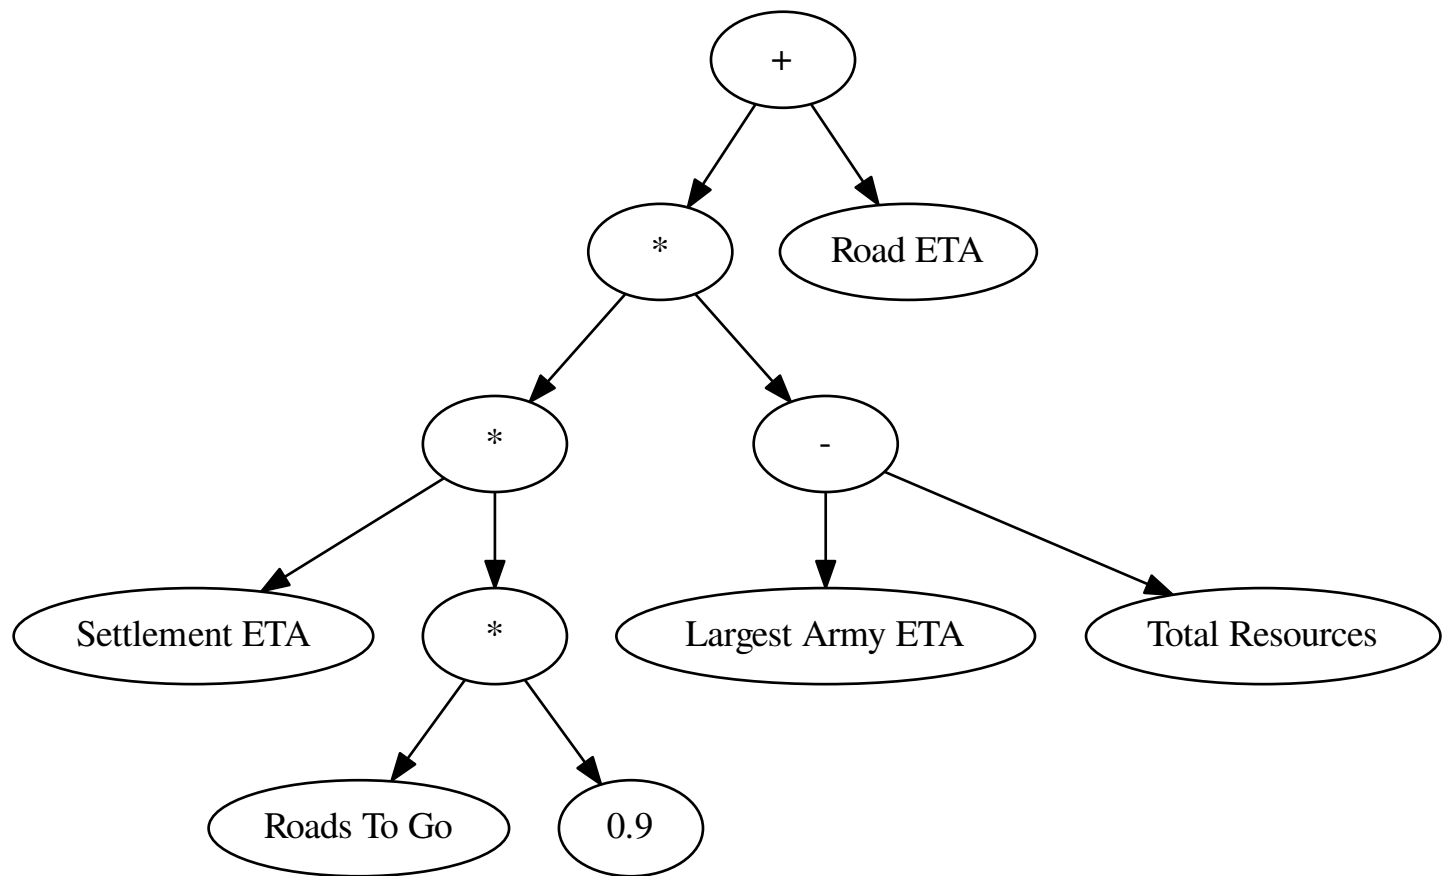 +
*
Road ETA
*
-
Settlement ETA
*
Largest Army ETA
Total Resources
Roads To Go
0.9